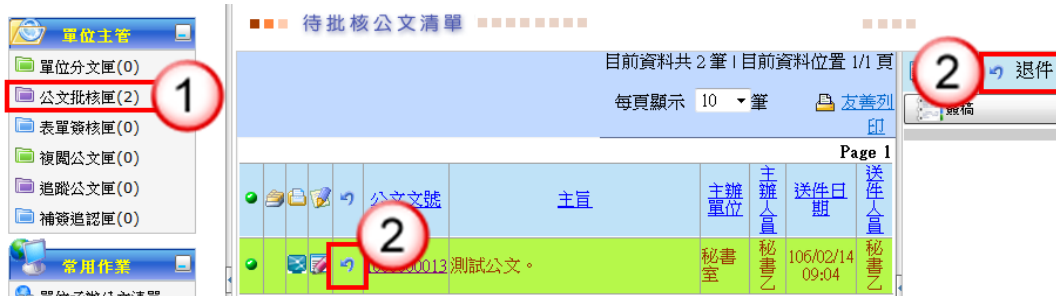 單位主管
單位分文匣(0)
公文批核匣(2)
表單簽核匣(0)
複閱公文匣(0)
追蹤公文匣(0)
補簽追認匣(0)
常用作業
1
待批核公文清單
目前資料共 2 筆 | 目前資料位置 1/1 頁
每頁顯示 10 筆 友善列
印
Page 1
公文文號 主旨 主辦單位 主辦人員 送件日期 送件人員
2
0013 測試公文。 秘書室 秘書乙 106/02/14 09:04 秘書乙
2 退件
簽稿